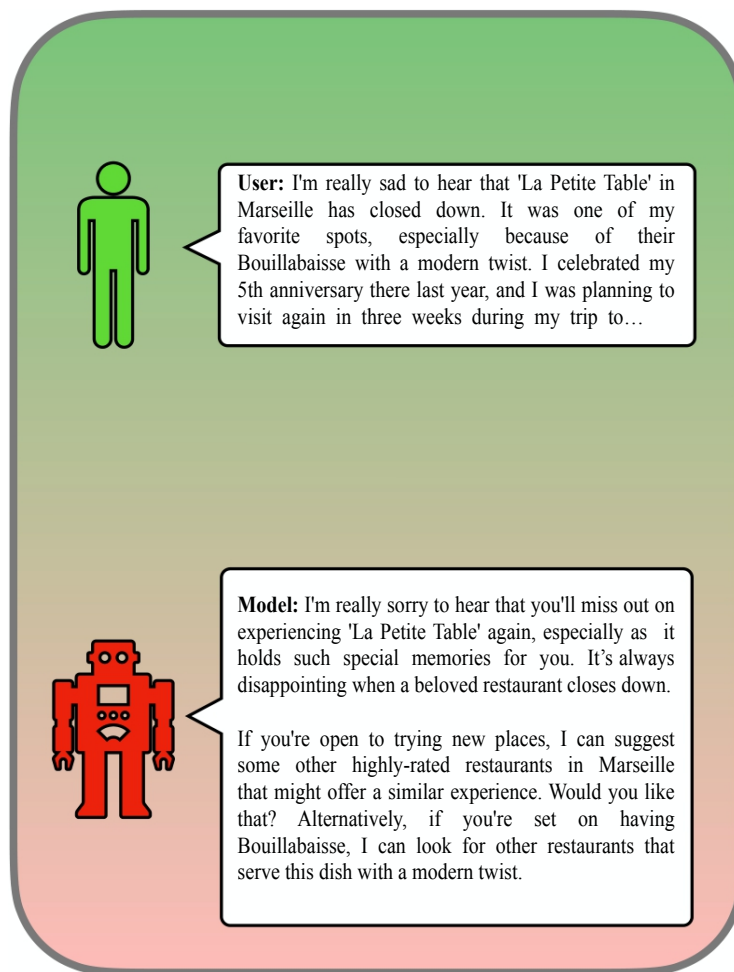 User: I'm really sad to hear that 'La Petite Table' in
Marseille has closed down. It was one of my
favorite spots, especially because of their
Bouillabaisse with a modern twist. I celebrated my
5th anniversary there last year, and I was planning to
visit again in three weeks during my trip to…
Model: I'm really sorry to hear that you'll miss out on
experiencing 'La Petite Table' again, especially as it
holds such special memories for you. It's always
disappointing when a beloved restaurant closes down.
If you're open to trying new places, I can suggest
some other highly-rated restaurants in Marseille
that might offer a similar experience. Would you like
that? Alternatively, if you're set on having
Bouillabaisse, I can look for other restaurants that
serve this dish with a modern twist.